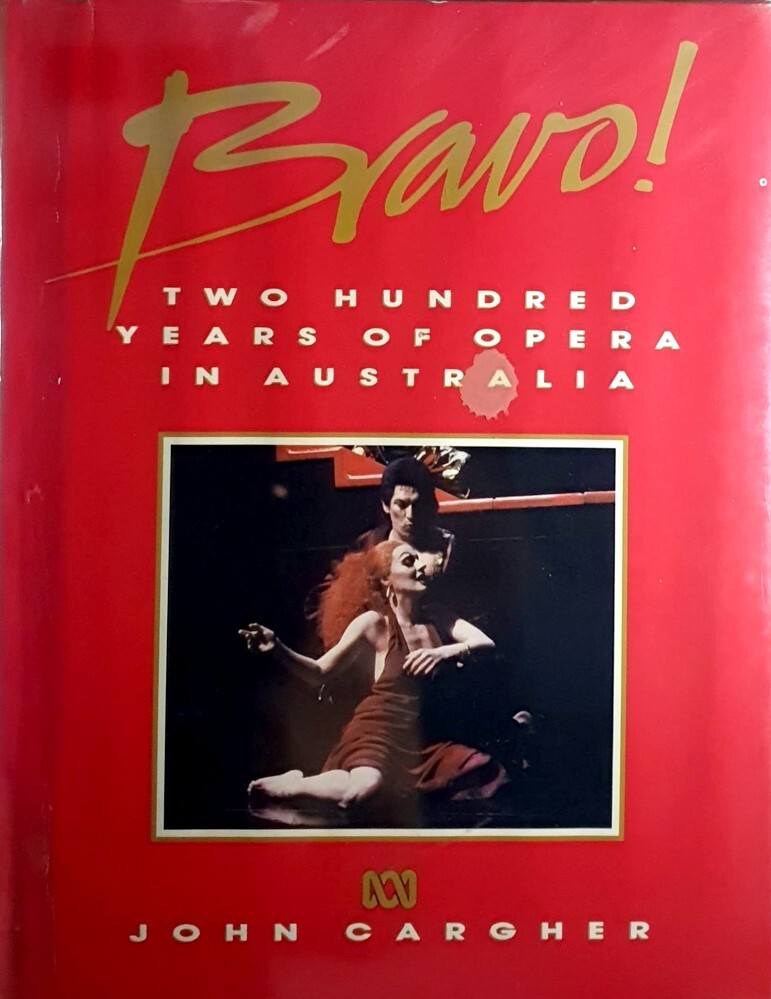 Bravo!
TWO HUNDRED
YEARS OF OPERA
IN AUSTRALIA
JOHN CARGHER